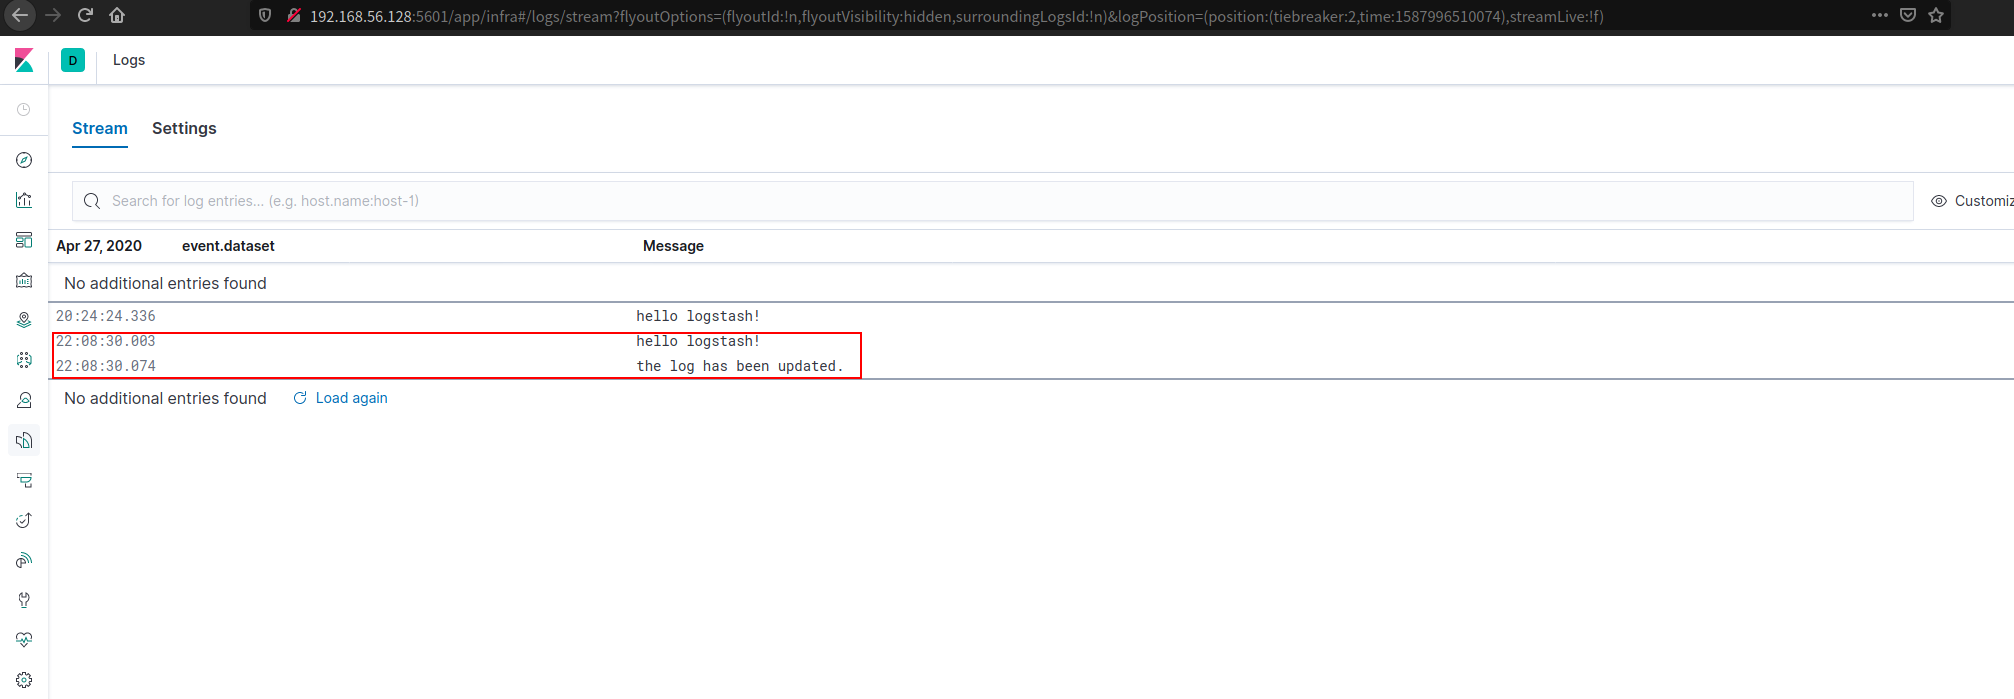 192.168.56.128:5601/app/infra#/logs/stream?flyoutOptions=(flyoutId:!n,flyoutVisibility:hidden,surroundingLogsId:!n)&logPosition=(position:(tiebreaker:2,time:1587996510074),streamLive:!f)
D Logs
Stream Settings
Search for log entries... (e.g. host.name:host-1) Customiz
Apr 27, 2020 event.dataset Message
No additional entries found
20:24:24.336 hello logstash!
22:08:30.003 hello logstash!
22:08:30.074 the log has been updated.
No additional entries found Load again